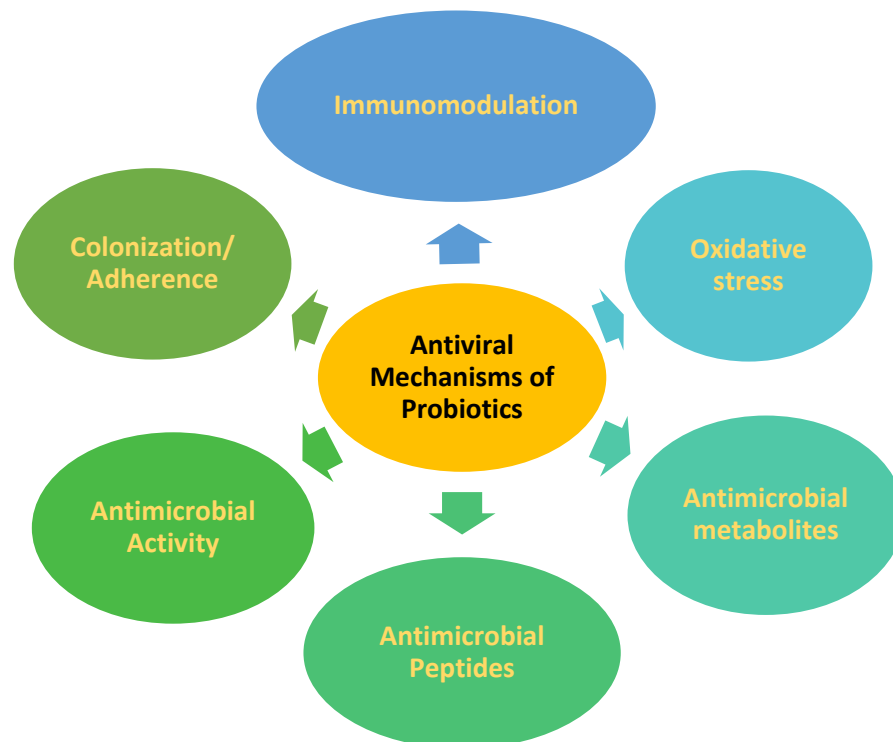 Immunomodulation
Colonization/
Adherence
Oxidative
stress
Antiviral
Mechanisms of
Probiotics
Antimicrobial
Activity
Antimicrobial
metabolites
Antimicrobial
Peptides